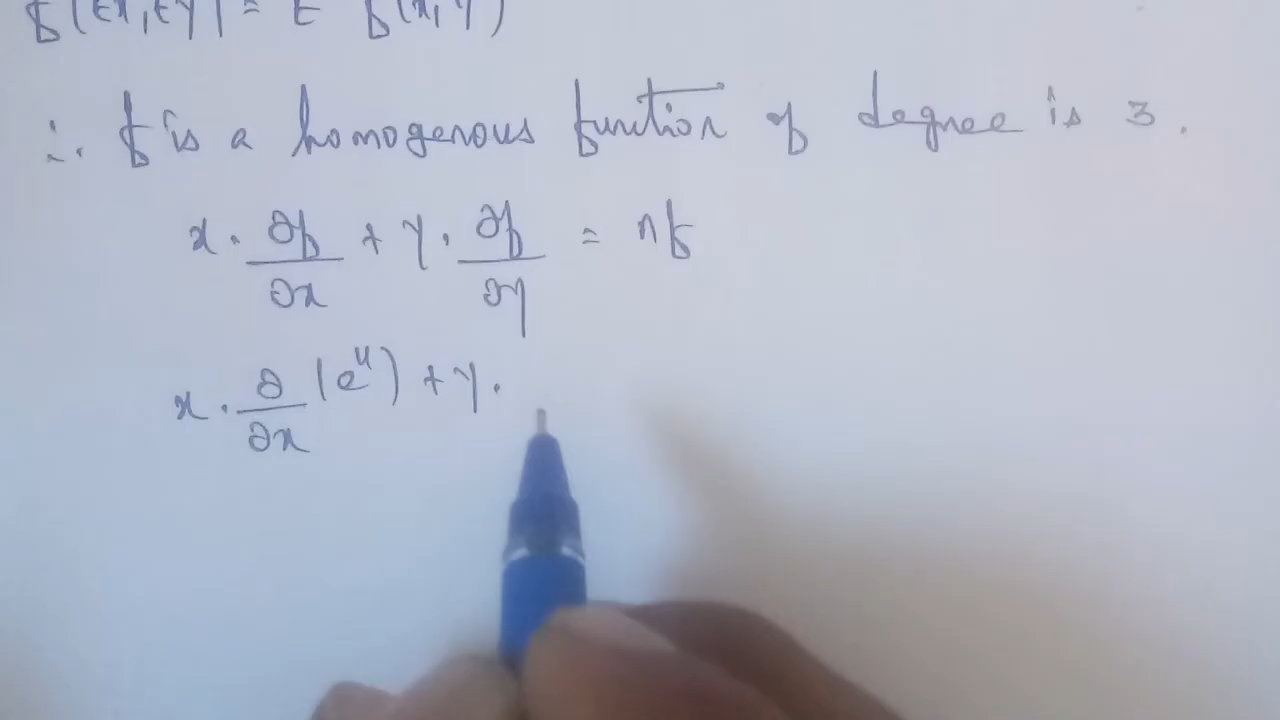 f(tx, ty) = t f(x, y)
∴ f is a homogenous function of degree is 3.
x · ∂f/∂x + y · ∂f/∂y = nf
x · ∂/∂x (e^u) + y ·